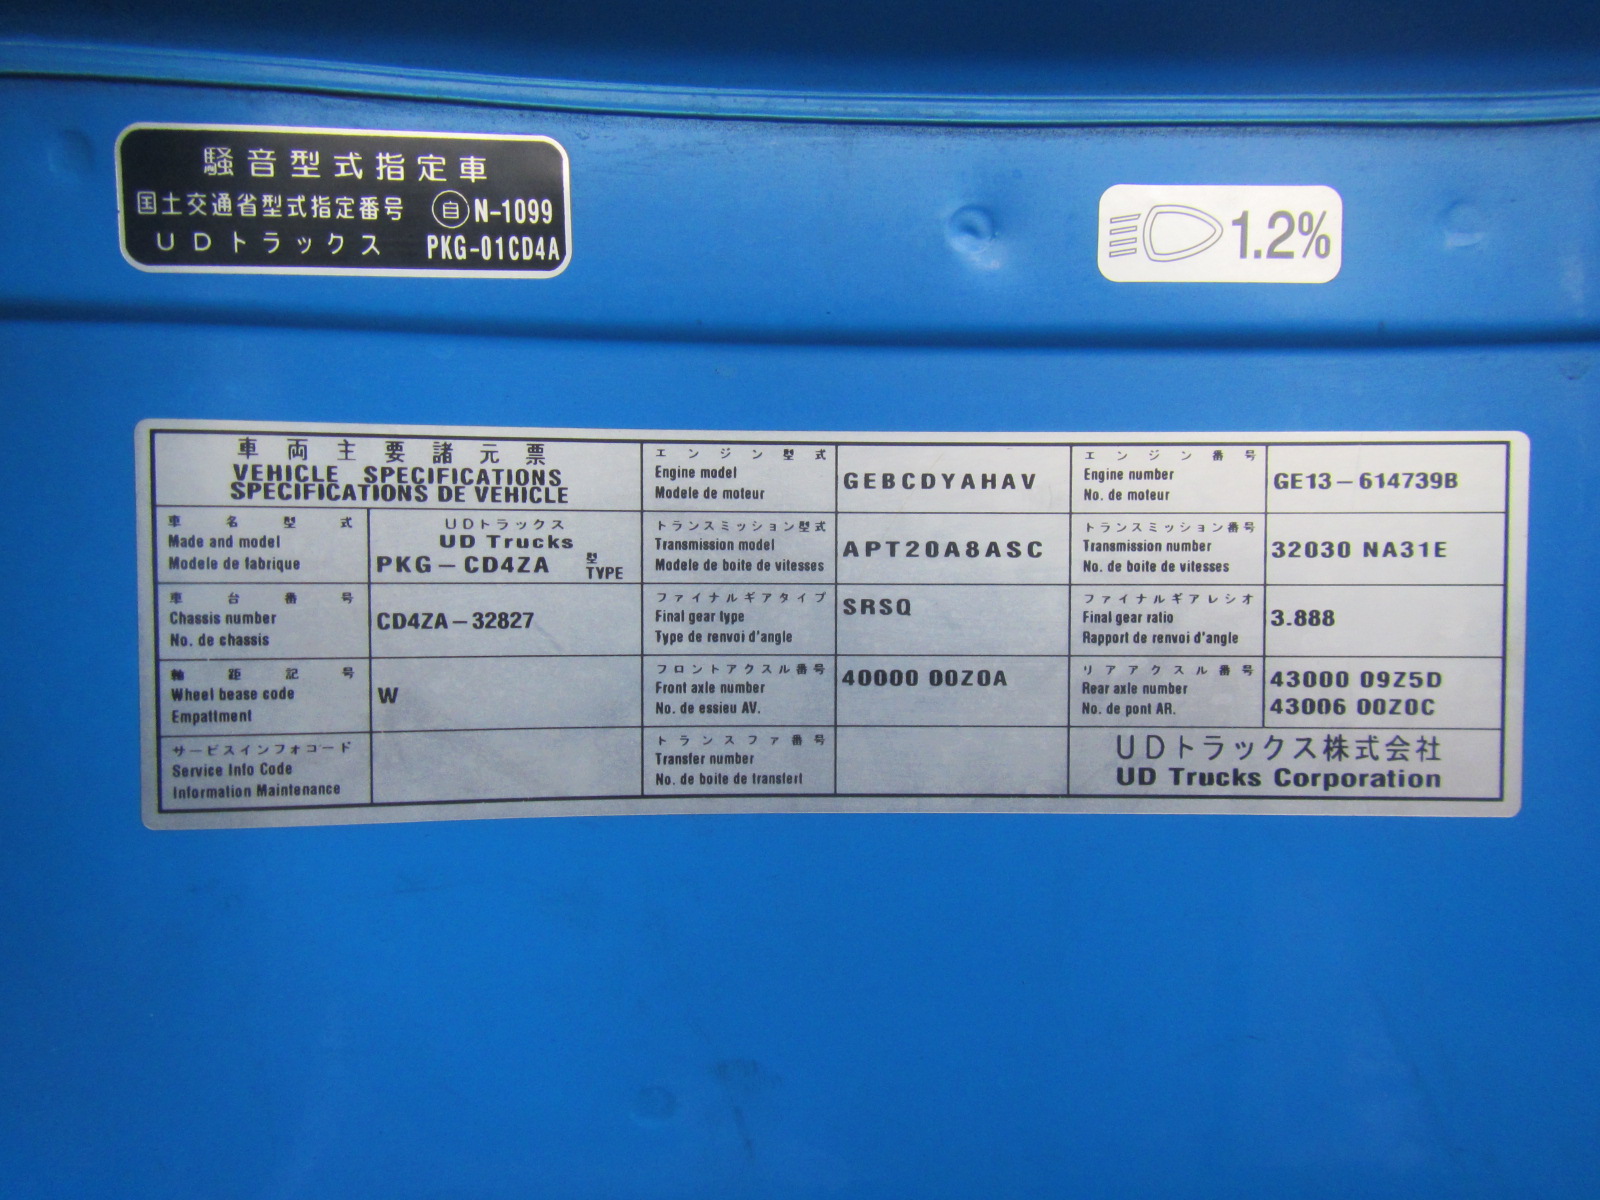 騒音型式指定車
国土交通省型式指定番号 自 N-1099
UDトラックス PKG-01CD4A
1.2%
車両主要諸元票
VEHICLE SPECIFICATIONS
SPECIFICATIONS DE VEHICLE
車名型式
Made and model
Modele de fabrique
UDトラックス
UD Trucks
PKG-CD4ZA 型
TYPE
車台番号
Chassis number
No. de chassis
CD4ZA-32827
軸距記号
Wheel bease code
Empattment
W
サービスインフォコード
Service Info Code
Information Maintenance
エンジン型式
Engine model
Modele de moteur
GEBCDYAHAV
エンジン番号
Engine number
No. de moteur
GE13-614739B
トランスミッション型式
Transmission model
Modele de boite de vitesses
APT20A8ASC
トランスミッション番号
Transmission number
No. de boite de vitesses
32030 NA31E
ファイナルギアタイプ
Final gear type
Type de renvoi d'angle
SRSQ
ファイナルギアレシオ
Final gear ratio
Rapport de renvoi d'angle
3.888
フロントアクスル番号
Front axle number
No. de essieu AV.
40000 00Z0A
リアアクスル番号
Rear axle number
No. de pont AR.
43000 09Z5D
43006 00Z0C
トランスファ番号
Transfer number
No. de boite de transfert
UDトラックス株式会社
UD Trucks Corporation